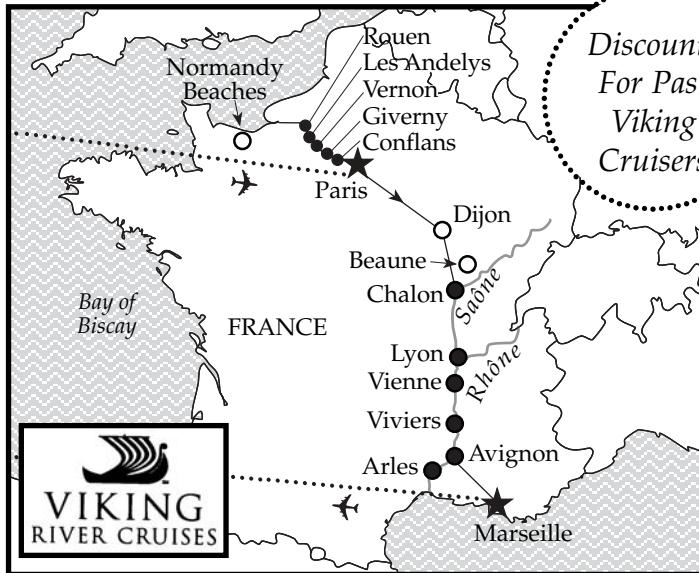 Rouen
Les Andelys
Vernon
Giverny
Conflans
Normandy
Beaches
Paris
Dijon
Beaune
Chalon
Saône
Bay of
Biscay
FRANCE
Lyon
Rhône
Vienne
Viviers
Avignon
Arles
Marseille
VIKING
RIVER CRUISES
Discoun
For Pas
Viking
Cruisers